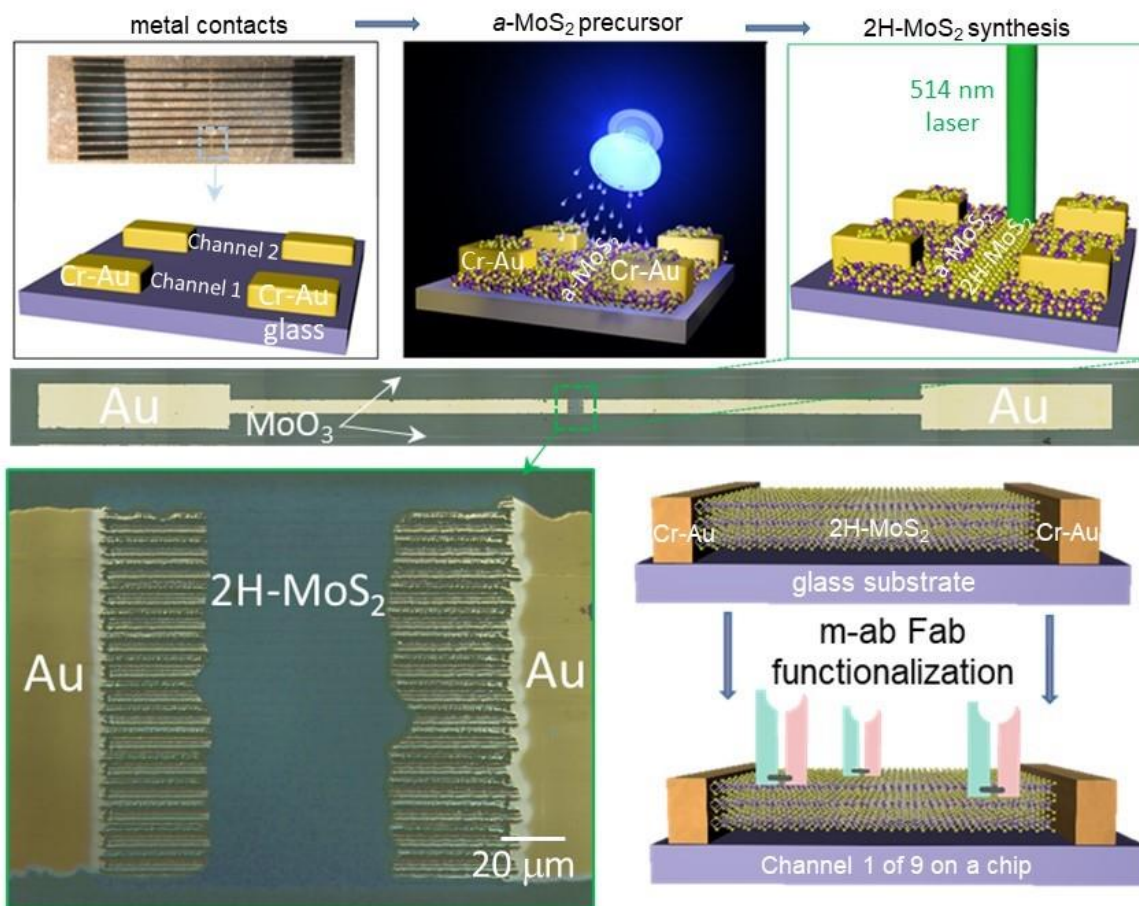 metal contacts
a-MoS₂ precursor
2H-MoS₂ synthesis
Channel 2
Cr-Au
Channel 1
Cr-Au
glass
Cr-Au
a-MoS₂
Cr-Au
514 nm
laser
a-MoS₂
2H-MoS₂
Au
MoO₃
Au
Au
2H-MoS₂
Au
20 μm
Cr-Au
2H-MoS₂
Cr-Au
glass substrate
m-ab Fab
functionalization
Channel 1 of 9 on a chip